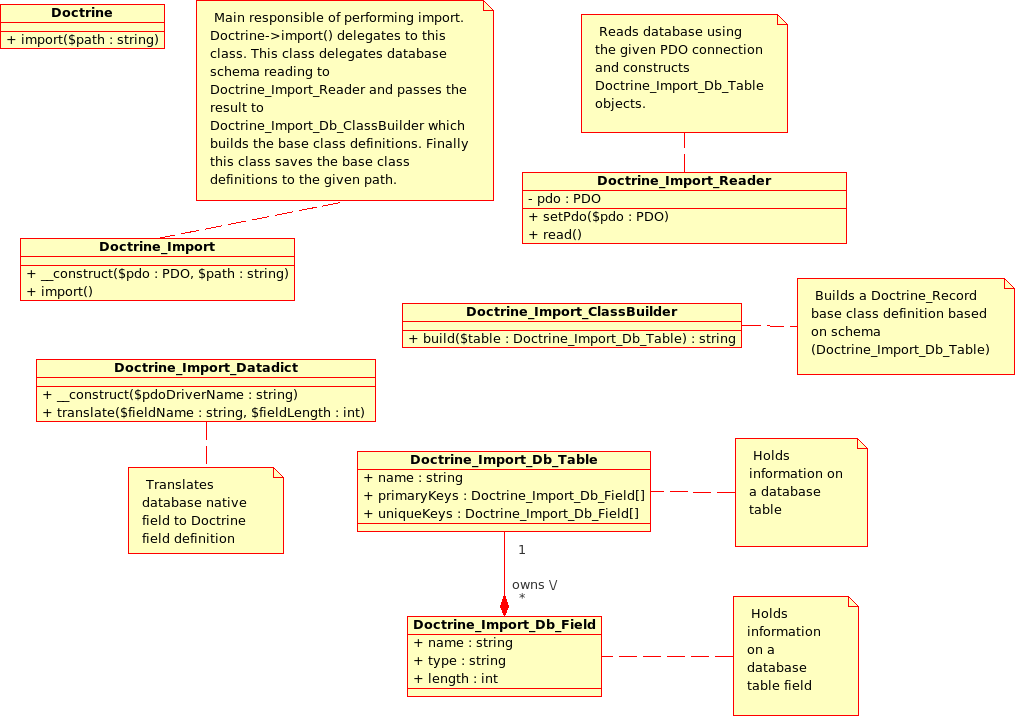 Doctrine
+ import($path : string)
Main responsible of performing import.
Doctrine->import() delegates to this
class. This class delegates database
schema reading to
Doctrine_Import_Reader and passes the
result to
Doctrine_Import_Db_ClassBuilder which
builds the base class definitions. Finally
this class saves the base class
definitions to the given path.
Reads database using
the given PDO connection
and constructs
Doctrine_Import_Db_Table
objects.
Doctrine_Import_Reader
- pdo : PDO
+ setPdo($pdo : PDO)
+ read()
Doctrine_Import
+ __construct($pdo : PDO, $path : string)
+ import()
Doctrine_Import_ClassBuilder
+ build($table : Doctrine_Import_Db_Table) : string
Builds a Doctrine_Record
base class definition based
on schema
(Doctrine_Import_Db_Table)
Doctrine_Import_Datadict
+ __construct($pdoDriverName : string)
+ translate($fieldName : string, $fieldLength : int)
Translates
database native
field to Doctrine
field definition
Doctrine_Import_Db_Table
+ name : string
+ primaryKeys : Doctrine_Import_Db_Field[]
+ uniqueKeys : Doctrine_Import_Db_Field[]
Holds
information on
a database
table
1
owns \/
*
Doctrine_Import_Db_Field
+ name : string
+ type : string
+ length : int
Holds
information
on a
database
table field